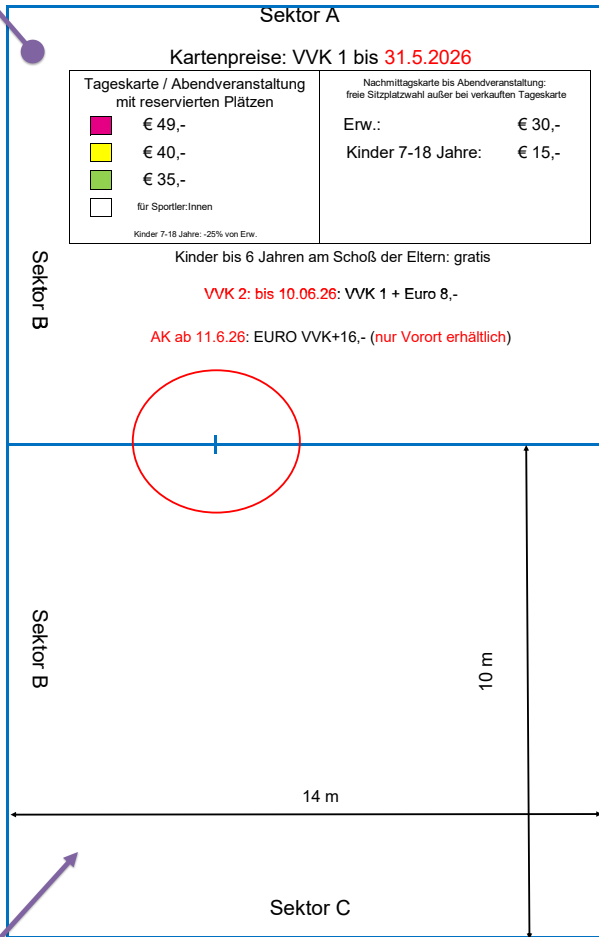 Sektor A
Kartenpreise: VVK 1 bis 31.5.2026
Tageskarte / Abendveranstaltung
mit reservierten Plätzen
€ 49,-
€ 40,-
€ 35,-
für Sportler:Innen
Kinder 7-18 Jahre: -25% von Erw.
Nachmittagskarte bis Abendveranstaltung:
freie Sitzplatzwahl außer bei verkauften Tageskarte
Erw.: € 30,-
Kinder 7-18 Jahre: € 15,-
Kinder bis 6 Jahren am Schoß der Eltern: gratis
VVK 2: bis 10.06.26: VVK 1 + Euro 8,-
AK ab 11.6.26: EURO VVK+16,- (nur Vorort erhältlich)
Sektor B
Sektor B
10 m
14 m
Sektor C